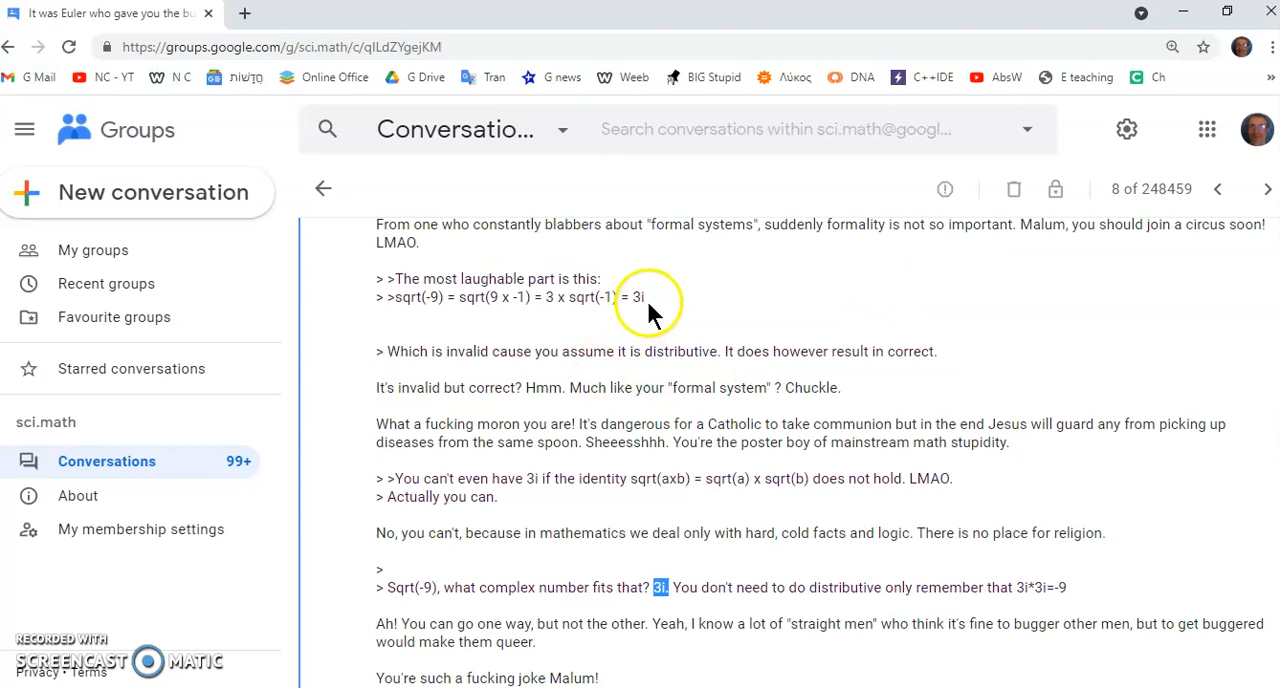 It was Euler who gave you the bu
https://groups.google.com/g/sci.math/c/qILdZYgejKM
G Mail NC - YT N C חֲדָשׁוֹת Online Office G Drive Tran G news Weeb BIG Stupid Λύκος DNA C++IDE AbsW E teaching Ch »
Groups Conversatio... Search conversations within sci.math@googl...
New conversation
8 of 248459
My groups
Recent groups
Favourite groups
Starred conversations
sci.math
Conversations 99+
About
My membership settings
From one who constantly blabbers about "formal systems", suddenly formality is not so important. Malum, you should join a circus soon!
LMAO.
> >The most laughable part is this:
> >sqrt(-9) = sqrt(9 x -1) = 3 x sqrt(-1) = 3i
> Which is invalid cause you assume it is distributive. It does however result in correct.
It's invalid but correct? Hmm. Much like your "formal system" ? Chuckle.
What a fucking moron you are! It's dangerous for a Catholic to take communion but in the end Jesus will guard any from picking up
diseases from the same spoon. Sheeesshhh. You're the poster boy of mainstream math stupidity.
> >You can't even have 3i if the identity sqrt(axb) = sqrt(a) x sqrt(b) does not hold. LMAO.
> Actually you can.
No, you can't, because in mathematics we deal only with hard, cold facts and logic. There is no place for religion.
>
> Sqrt(-9), what complex number fits that? 3i. You don't need to do distributive only remember that 3i*3i=-9
Ah! You can go one way, but not the other. Yeah, I know a lot of "straight men" who think it's fine to bugger other men, but to get buggered
would make them queer.
You're such a fucking joke Malum!
RECORDED WITH
SCREENCAST MATIC
Privacy • Terms